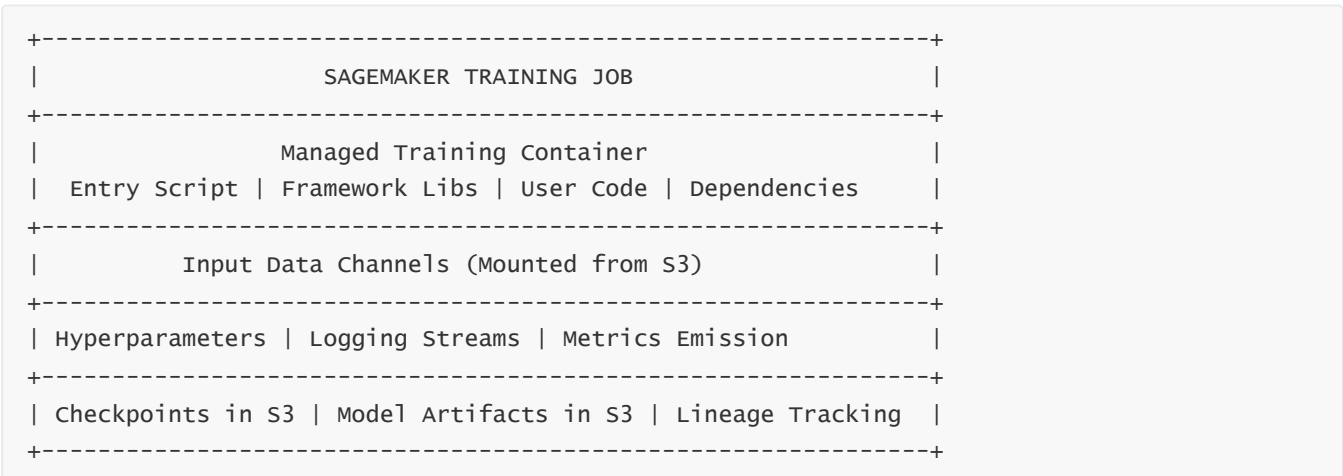 +---------------------------------------------------------------+
|                     SAGEMAKER TRAINING JOB                     |
+---------------------------------------------------------------+
|                  Managed Training Container                    |
|  Entry Script | Framework Libs | User Code | Dependencies     |
+---------------------------------------------------------------+
|           Input Data Channels (Mounted from S3)                |
+---------------------------------------------------------------+
| Hyperparameters | Logging Streams | Metrics Emission          |
+---------------------------------------------------------------+
| Checkpoints in S3 | Model Artifacts in S3 | Lineage Tracking  |
+---------------------------------------------------------------+